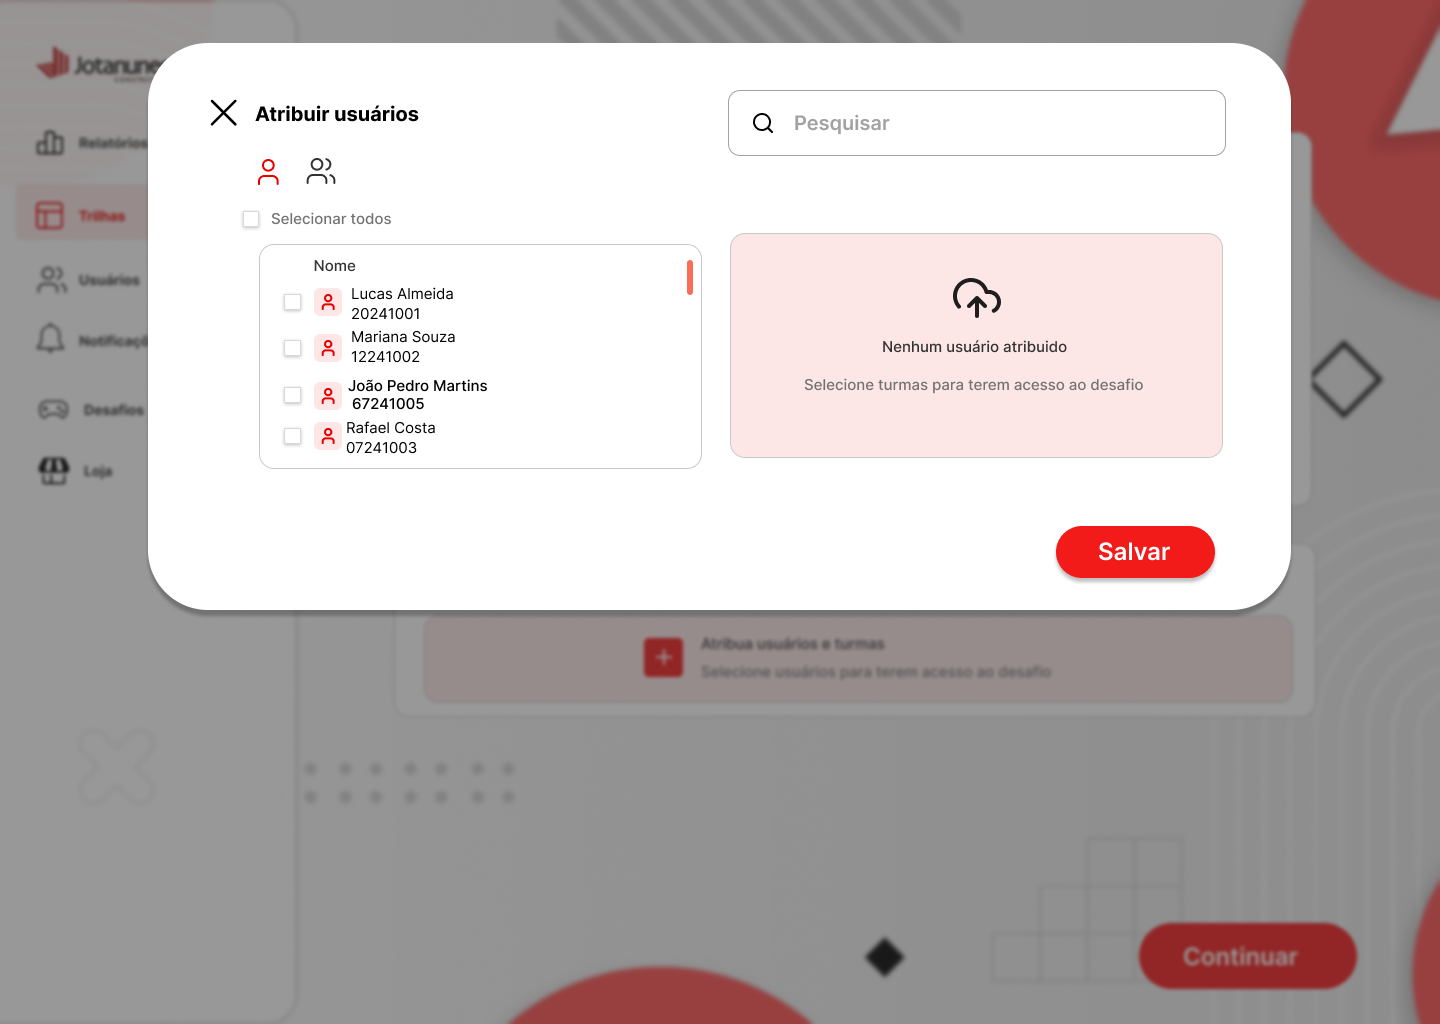 Jotanune
Relatórios
Trilhas
Usuários
Notificaçõ
Desafios
Loja
Atribuir usuários
Pesquisar
Selecionar todos
Nome
Lucas Almeida
20241001
Mariana Souza
12241002
João Pedro Martins
67241005
Rafael Costa
07241003
Nenhum usuário atribuido
Selecione turmas para terem acesso ao desafio
Salvar
Atribua usuários e turmas
Selecione usuários para terem acesso ao desafio
Continuar